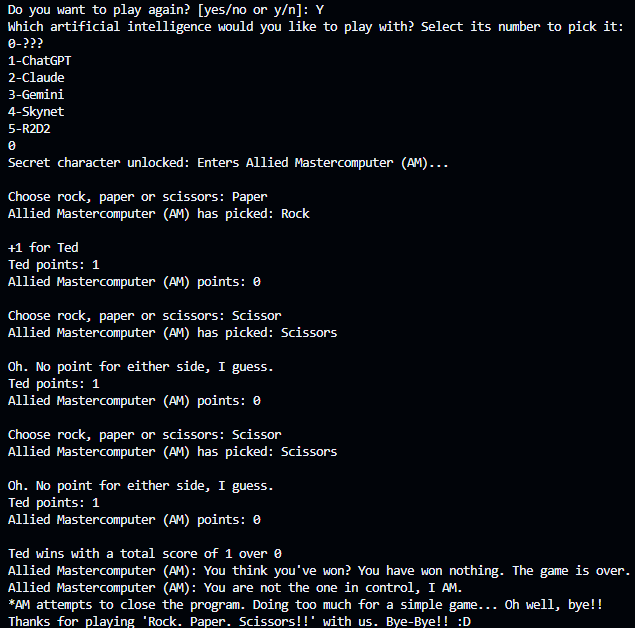 Do you want to play again? [yes/no or y/n]: Y
Which artificial intelligence would you like to play with? Select its number to pick it:
0-???
1-ChatGPT
2-Claude
3-Gemini
4-Skynet
5-R2D2
0
Secret character unlocked: Enters Allied Mastercomputer (AM)...
Choose rock, paper or scissors: Paper
Allied Mastercomputer (AM) has picked: Rock
+1 for Ted
Ted points: 1
Allied Mastercomputer (AM) points: 0
Choose rock, paper or scissors: Scissor
Allied Mastercomputer (AM) has picked: Scissors
Oh. No point for either side, I guess.
Ted points: 1
Allied Mastercomputer (AM) points: 0
Choose rock, paper or scissors: Scissor
Allied Mastercomputer (AM) has picked: Scissors
Oh. No point for either side, I guess.
Ted points: 1
Allied Mastercomputer (AM) points: 0
Ted wins with a total score of 1 over 0
Allied Mastercomputer (AM): You think you've won? You have won nothing. The game is over.
Allied Mastercomputer (AM): You are not the one in control, I AM.
*AM attempts to close the program. Doing too much for a simple game... Oh well, bye!!
Thanks for playing 'Rock. Paper. Scissors!!' with us. Bye-Bye!! :D